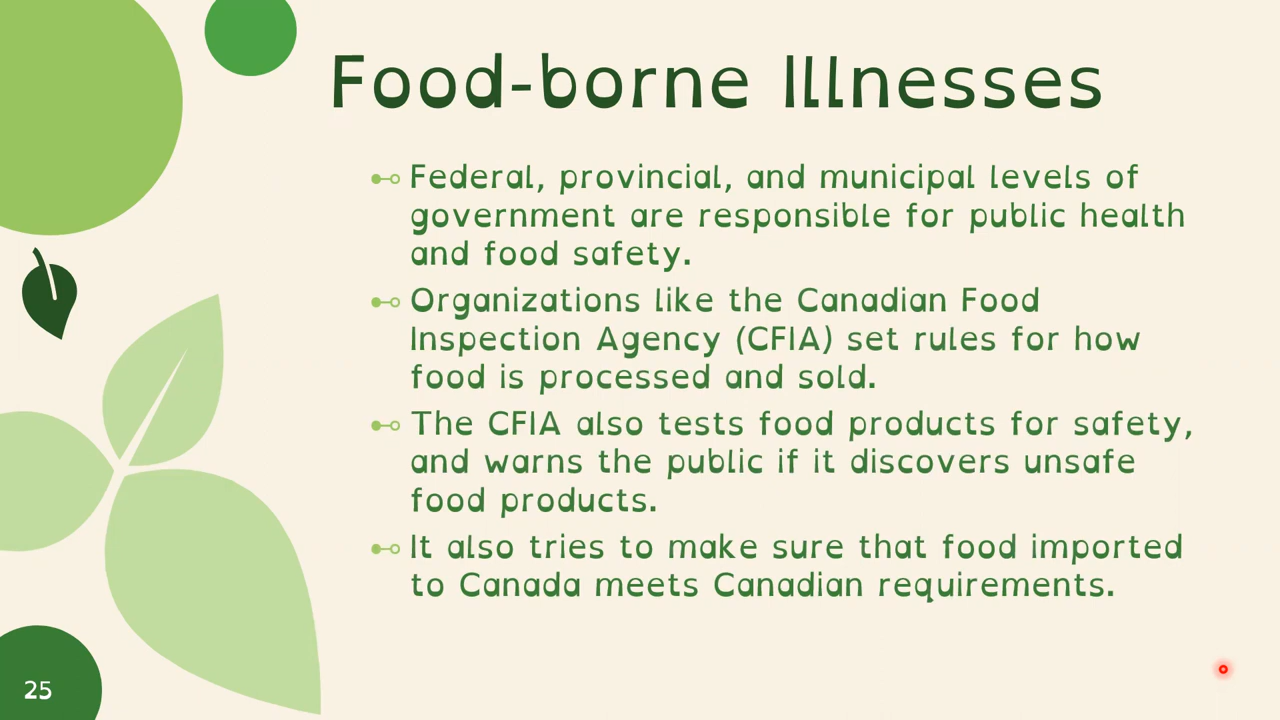 Food-borne Illnesses
Federal, provincial, and municipal levels of
government are responsible for public health
and food safety.
Organizations like the Canadian Food
Inspection Agency (CFIA) set rules for how
food is processed and sold.
The CFIA also tests food products for safety,
and warns the public if it discovers unsafe
food products.
It also tries to make sure that food imported
to Canada meets Canadian requirements.
25